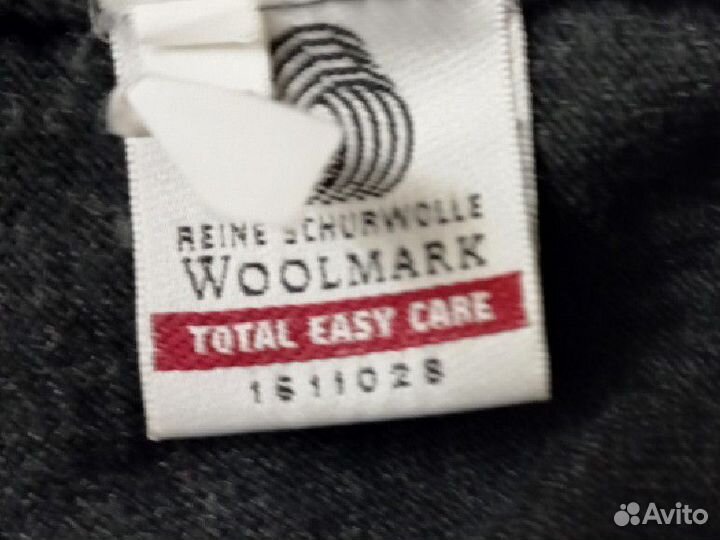 REINE SCHURWOLLE
WOOLMARK
TOTAL EASY CARE
1611028
Avito